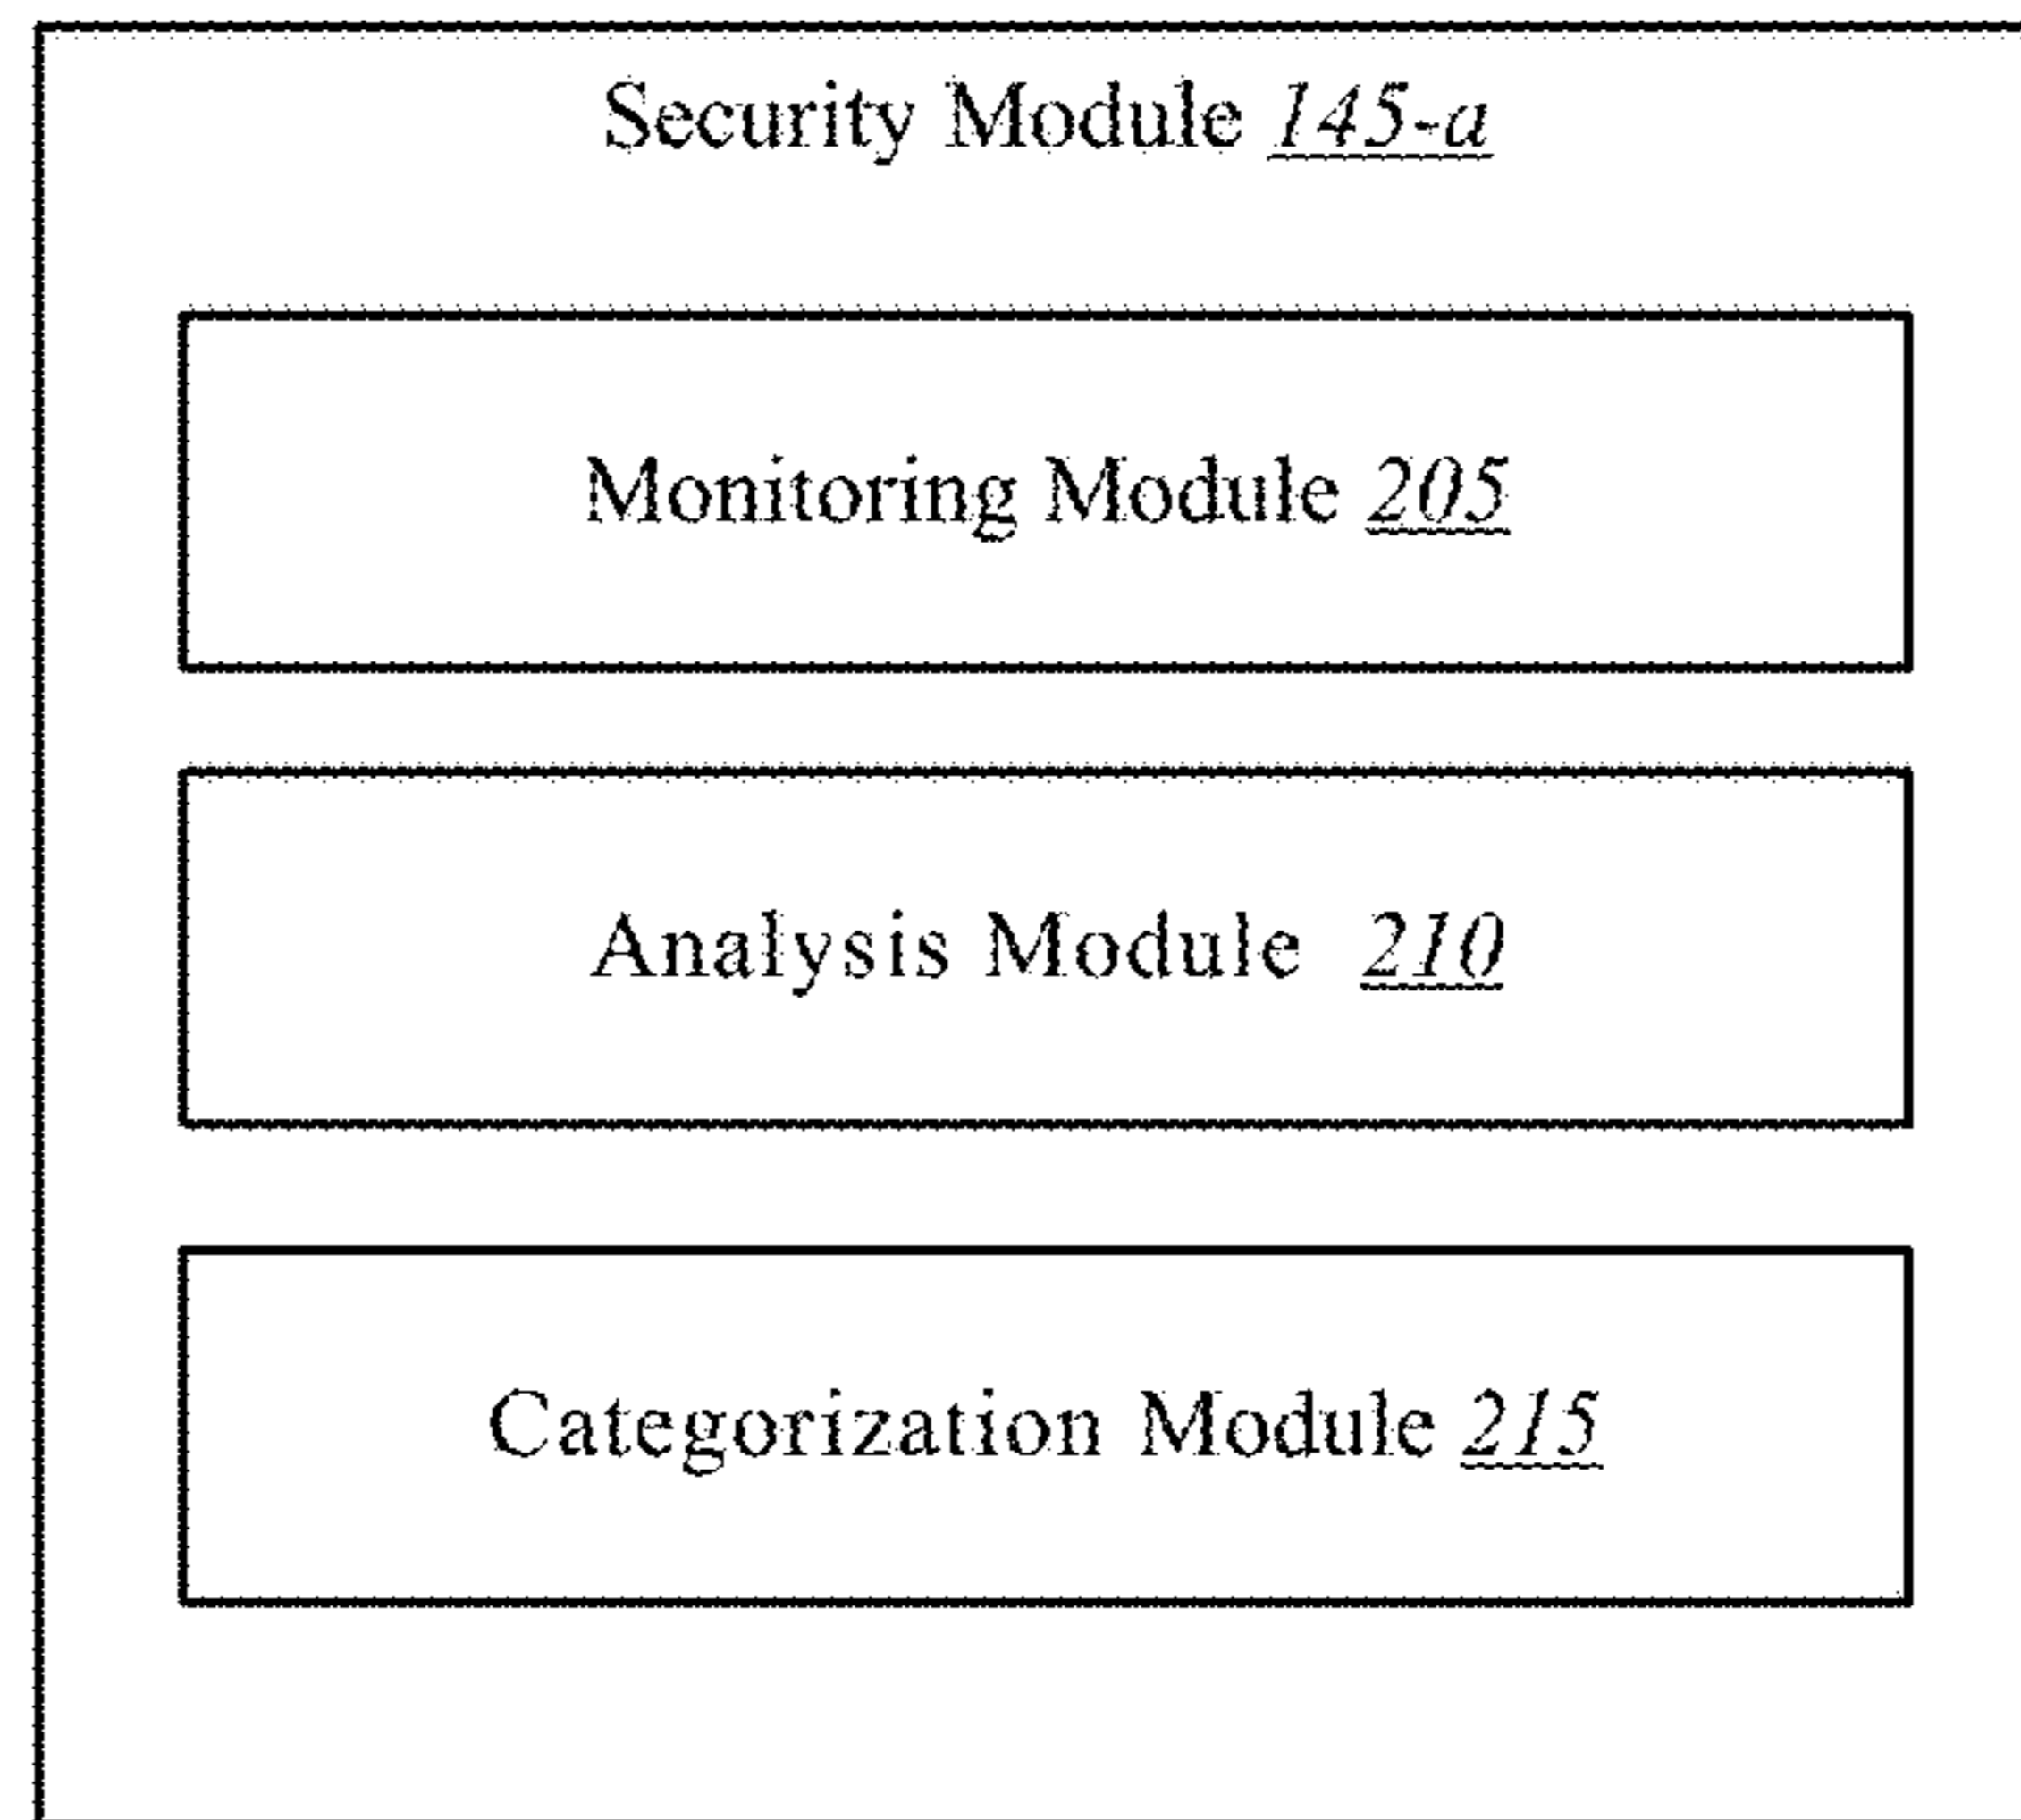 Security Module 145-a
Monitoring Module 205
Analysis Module 210
Categorization Module 215